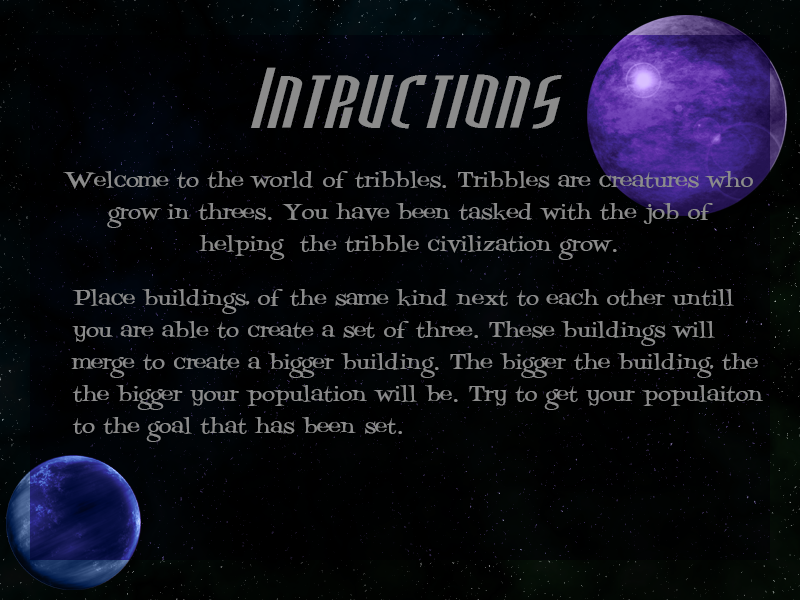 Intructions
Welcome to the world of tribbles. Tribbles are creatures who
grow in threes. You have been tasked with the job of
helping the tribble civilization grow.
Place buildings, of the same kind next to each other untill
you are able to create a set of three. These buildings will
merge to create a bigger building. The bigger the building, the
the bigger your population will be. Try to get your populaiton
to the goal that has been set.